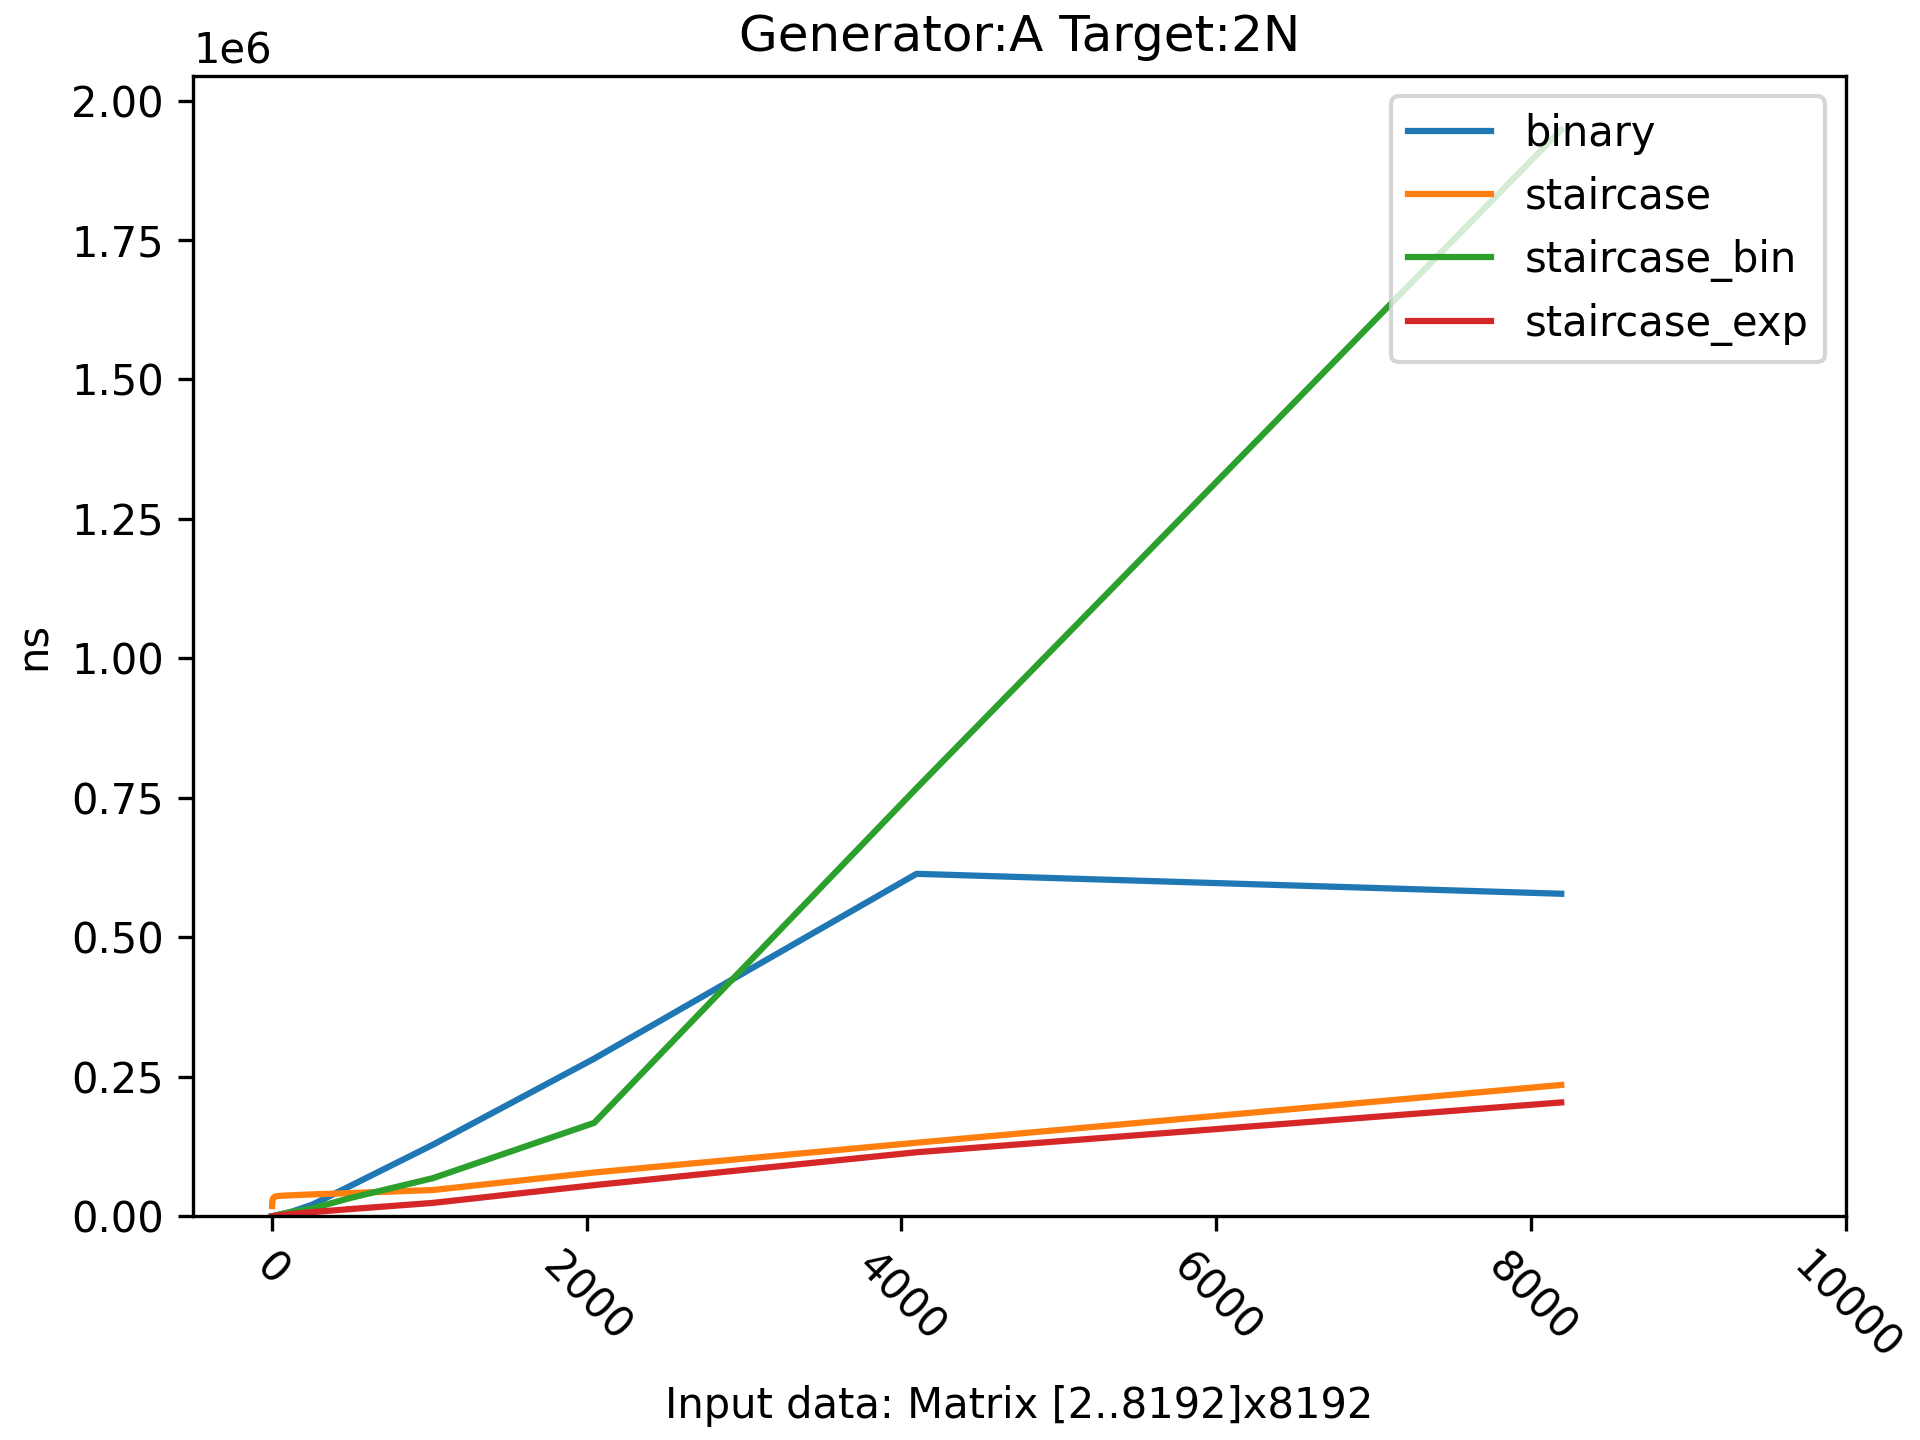 Generator:A Target:2N
1e6
2.00
1.75
1.50
1.25
1.00
0.75
0.50
0.25
0.00
ns
binary
staircase
staircase_bin
staircase_exp
0
2000
4000
6000
8000
10000
Input data: Matrix [2..8192]x8192